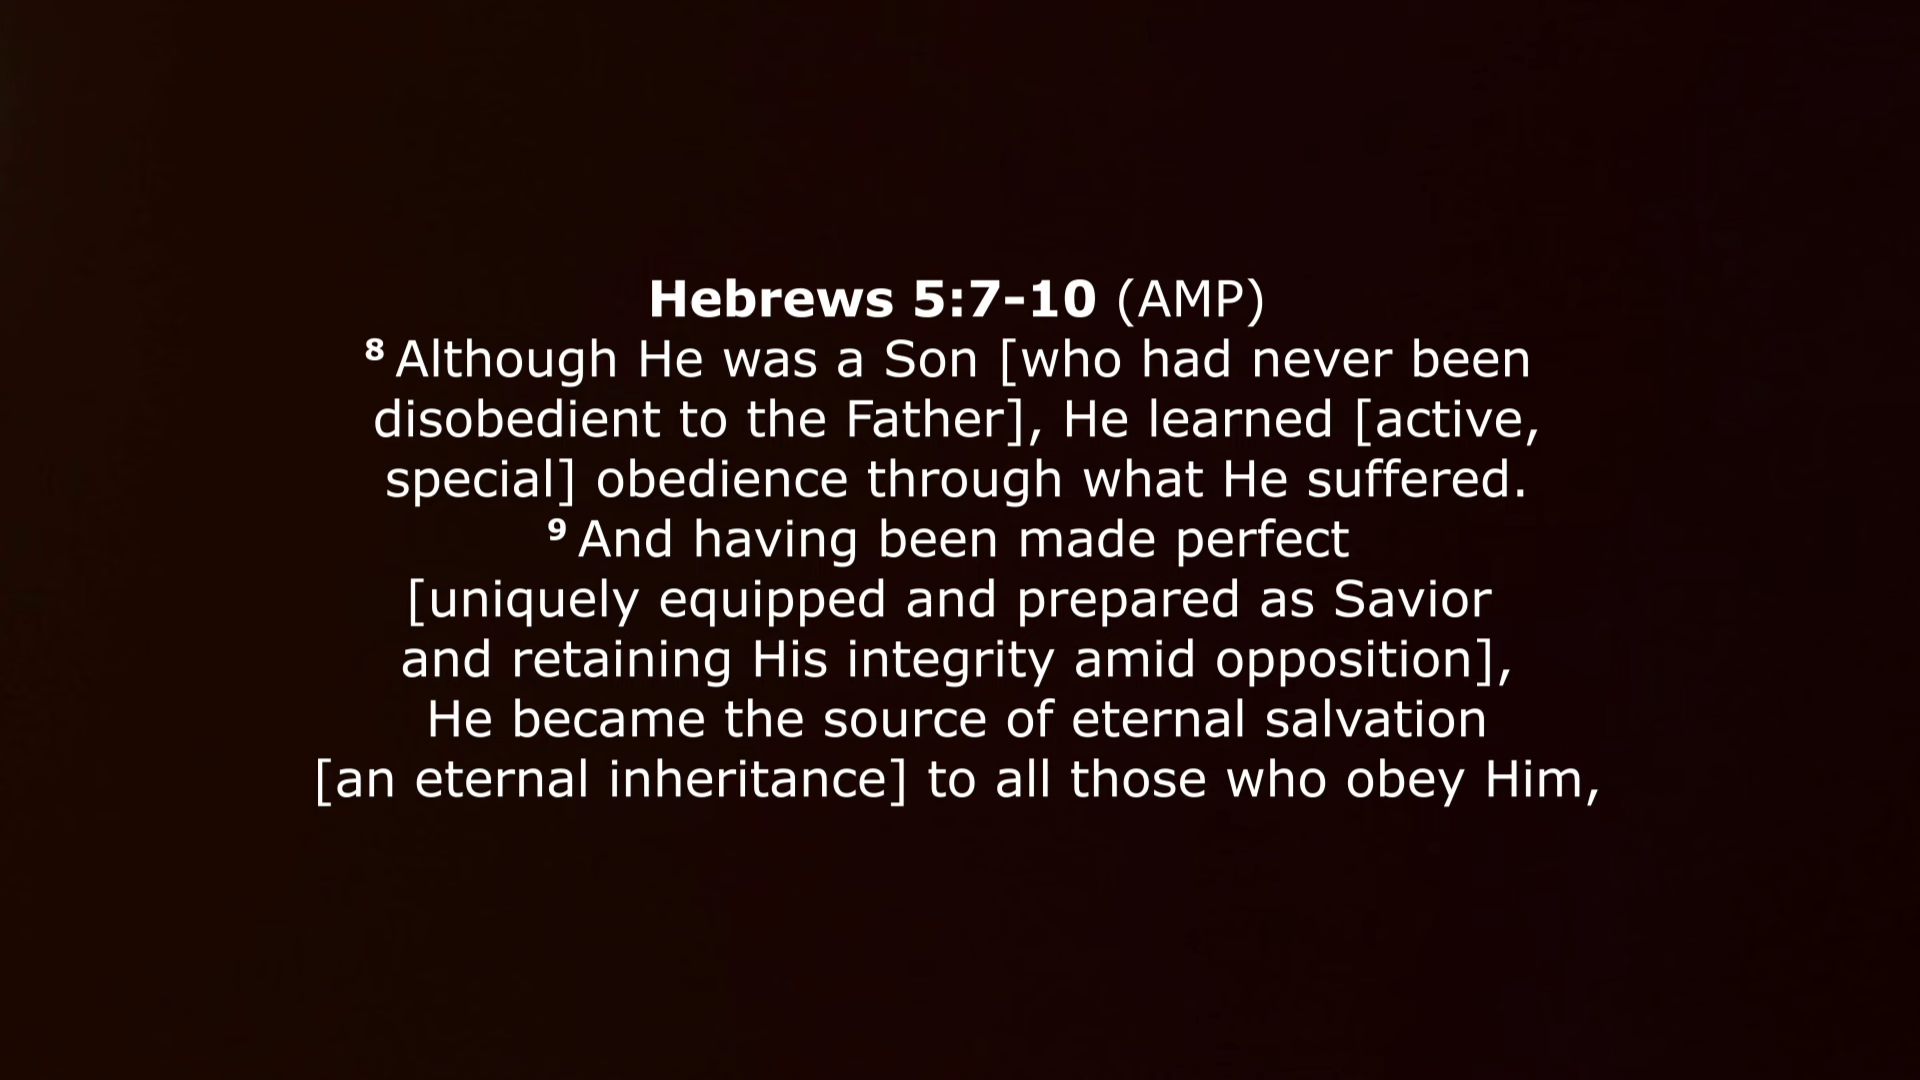 Hebrews 5:7-10 (AMP)
8 Although He was a Son [who had never been
disobedient to the Father], He learned [active,
special] obedience through what He suffered.
9 And having been made perfect
[uniquely equipped and prepared as Savior
and retaining His integrity amid opposition],
He became the source of eternal salvation
[an eternal inheritance] to all those who obey Him,